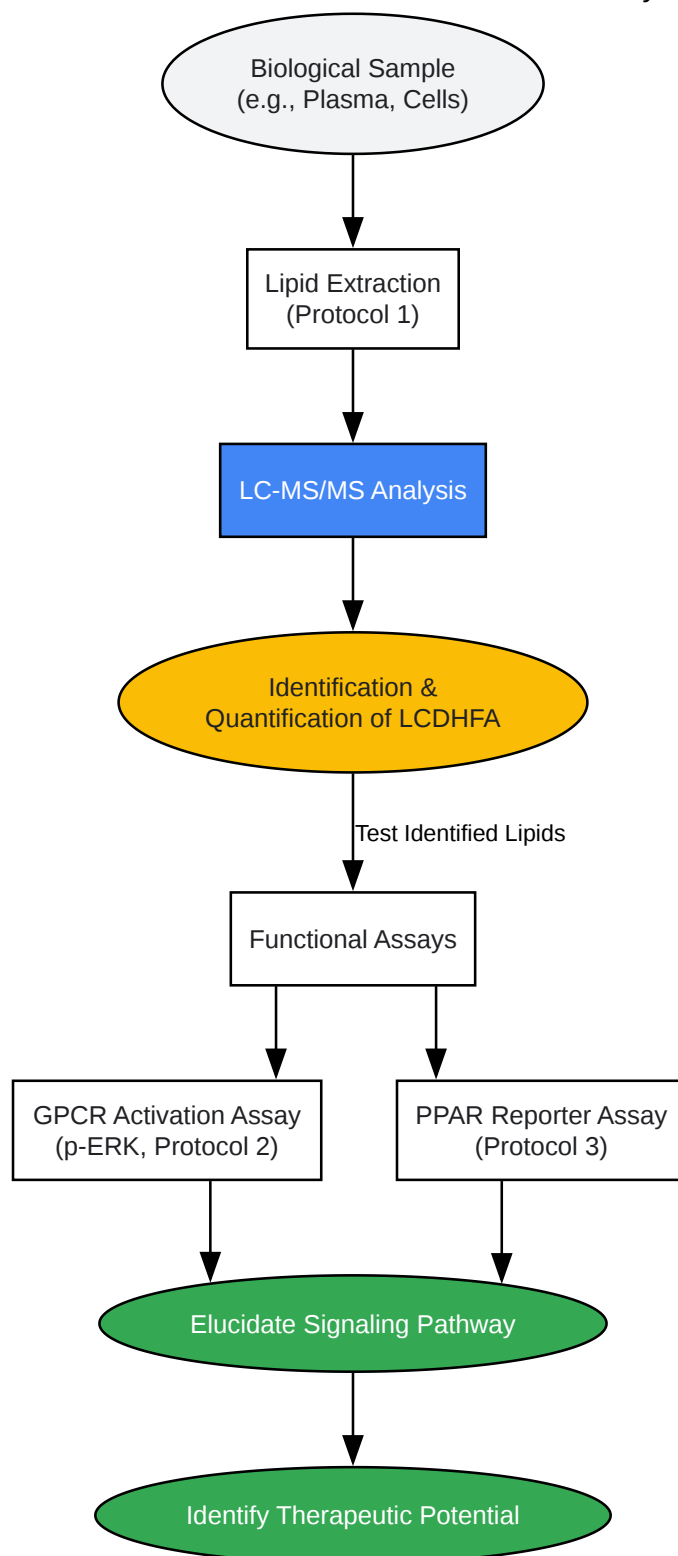 Biological Sample
(e.g., Plasma, Cells)
Lipid Extraction
(Protocol 1)
LC-MS/MS Analysis
Identification &
Quantification of LCDHFA
Test Identified Lipids
Functional Assays
GPCR Activation Assay
(p-ERK, Protocol 2)
PPAR Reporter Assay
(Protocol 3)
Elucidate Signaling Pathway
Identify Therapeutic Potential